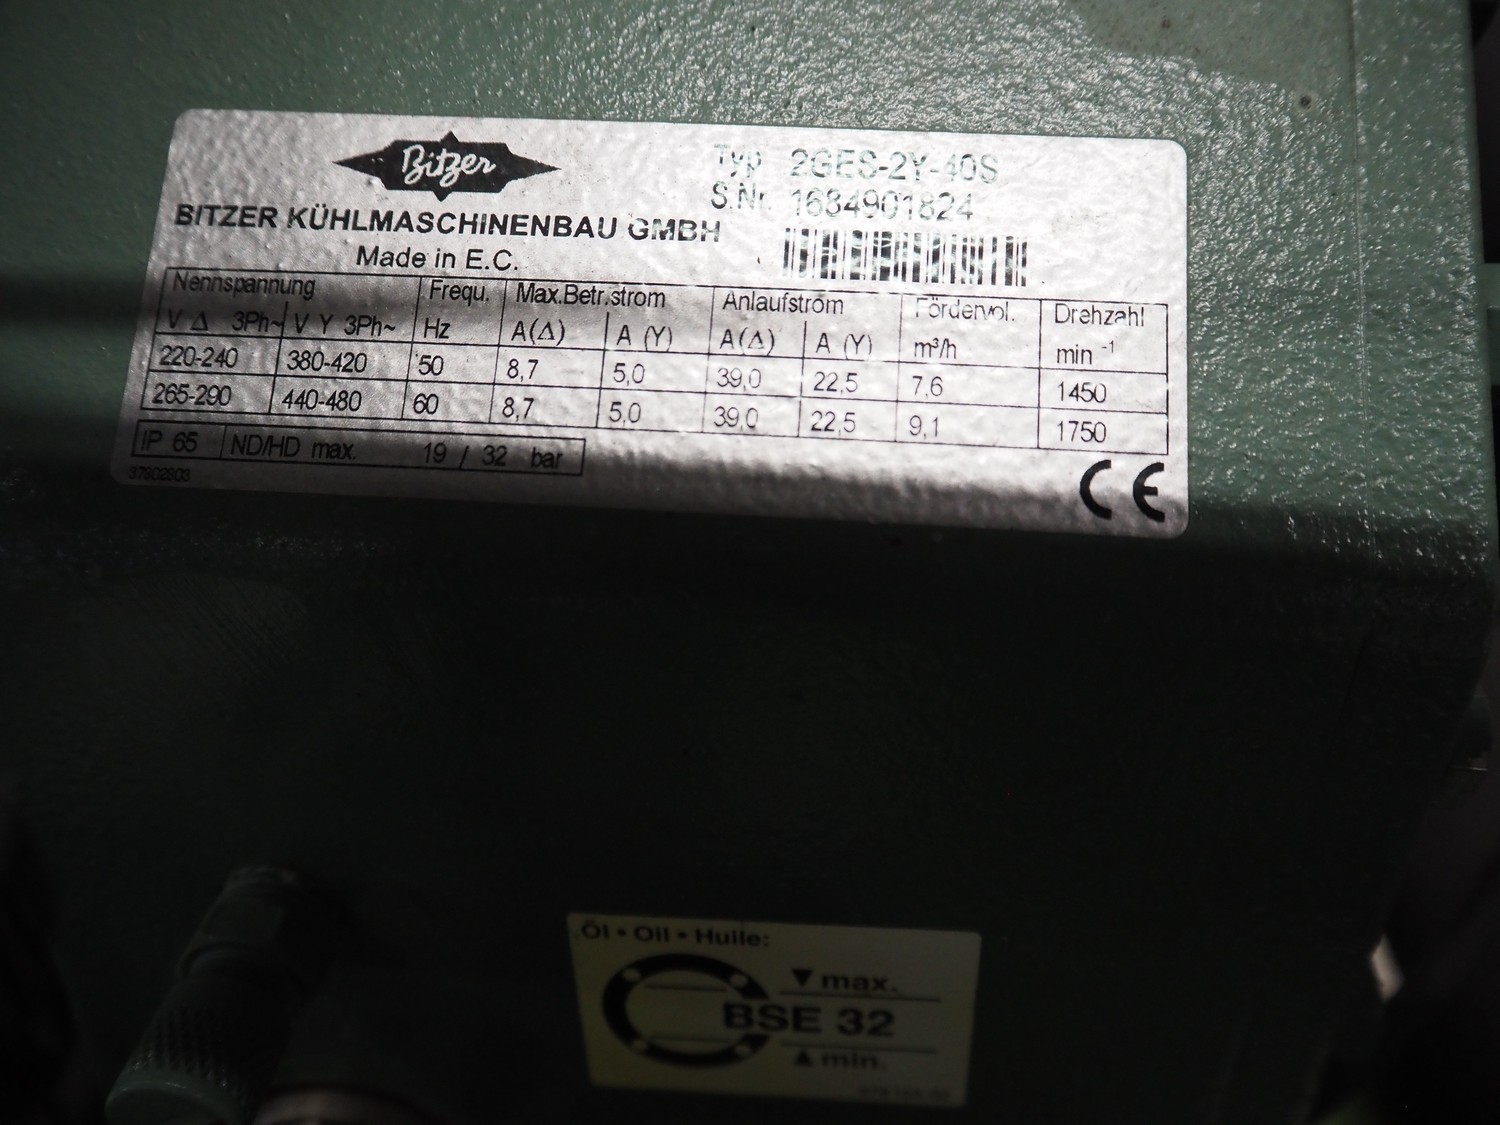 Bitzer
Typ 2GES-2Y-40S
S.Nr. 1684901824
BITZER KÜHLMASCHINENBAU GMBH
Made in E.C.
Nennspannung Frequ. Max.Betr.strom Anlaufstrom Fördervol. Drehzahl
V Δ 3Ph~ V Y 3Ph~ Hz A(Δ) A (Y) A(Δ) A (Y) m³/h min -1
220-240 380-420 50 8,7 5,0 39,0 22,5 7,6 1450
265-290 440-480 60 8,7 5,0 39,0 22,5 9,1 1750
IP 65 ND/HD max. 19 / 32 bar
37802803
CE
Öl • Oil • Huile:
▼ max.
BSE 32
▲ min.